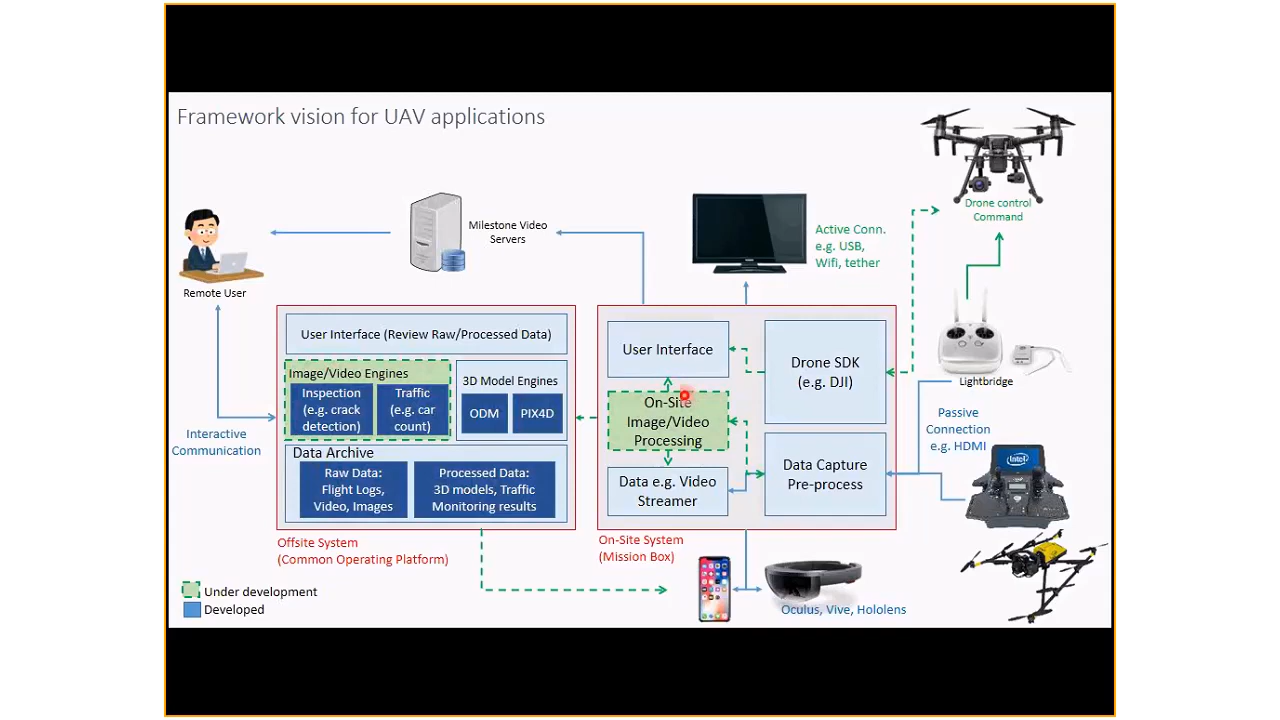 Framework vision for UAV applications
Drone control
Command
Milestone Video
Servers
Active Conn.
e.g. USB,
Wifi, tether
Remote User
User Interface (Review Raw/Processed Data)
Image/Video Engines
Inspection
(e.g. crack
detection)
Traffic
(e.g. car
count)
3D Model Engines
ODM
PIX4D
Data Archive
Raw Data:
Flight Logs,
Video, Images
Processed Data:
3D models, Traffic
Monitoring results
Interactive
Communication
User Interface
On-Site
Image/Video
Processing
Data e.g. Video
Streamer
Drone SDK
(e.g. DJI)
Data Capture
Pre-process
Lightbridge
Passive
Connection
e.g. HDMI
intel
Offsite System
(Common Operating Platform)
On-Site System
(Mission Box)
Under development
Developed
Oculus, Vive, Hololens